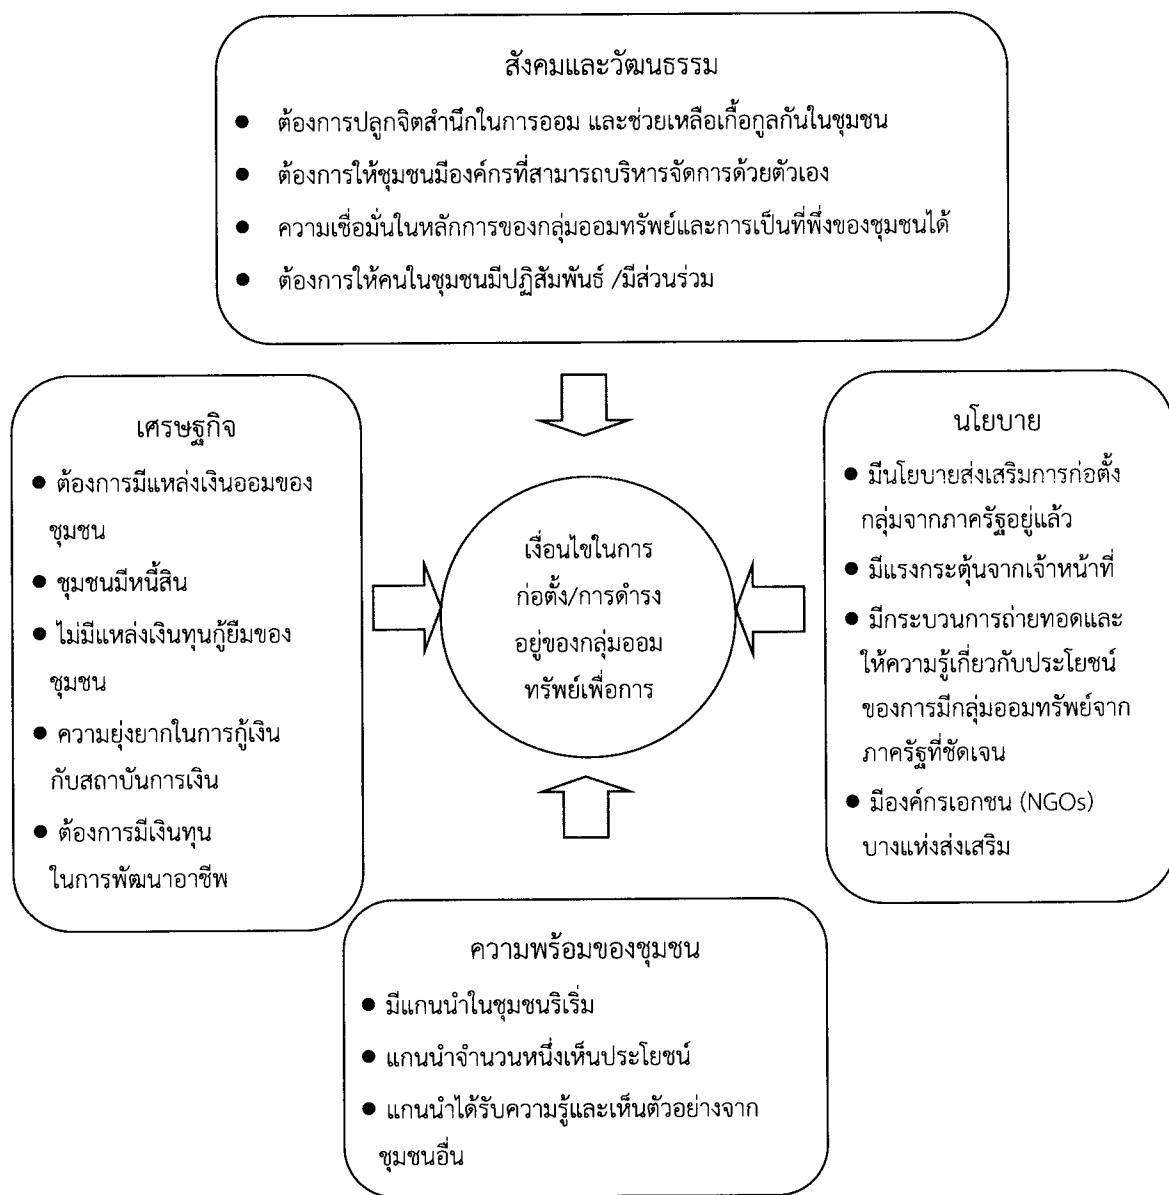 สังคมและวัฒนธรรม
● ต้องการปลูกจิตสำนึกในการออม และช่วยเหลือเกื้อกูลกันในชุมชน
● ต้องการให้ชุมชนมีองค์กรที่สามารถบริหารจัดการด้วยตัวเอง
● ความเชื่อมั่นในหลักการของกลุ่มออมทรัพย์และการเป็นที่พึ่งของชุมชนได้
● ต้องการให้คนในชุมชนมีปฏิสัมพันธ์ /มีส่วนร่วม
เศรษฐกิจ
● ต้องการมีแหล่งเงินออมของ
ชุมชน
● ชุมชนมีหนี้สิน
● ไม่มีแหล่งเงินทุนกู้ยืมของ
ชุมชน
● ความยุ่งยากในการกู้เงิน
กับสถาบันการเงิน
● ต้องการมีเงินทุน
ในการพัฒนาอาชีพ
เงื่อนไขในการ
ก่อตั้ง/การดำรง
อยู่ของกลุ่มออม
ทรัพย์เพื่อการ
นโยบาย
● มีนโยบายส่งเสริมการก่อตั้ง
กลุ่มจากภาครัฐอยู่แล้ว
● มีแรงกระตุ้นจากเจ้าหน้าที่
● มีกระบวนการถ่ายทอดและ
ให้ความรู้เกี่ยวกับประโยชน์
ของการมีกลุ่มออมทรัพย์จาก
ภาครัฐที่ชัดเจน
● มีองค์กรเอกชน (NGOs)
บางแห่งส่งเสริม
ความพร้อมของชุมชน
● มีแกนนำในชุมชนริเริ่ม
● แกนนำจำนวนหนึ่งเห็นประโยชน์
● แกนนำได้รับความรู้และเห็นตัวอย่างจาก
ชุมชนอื่น